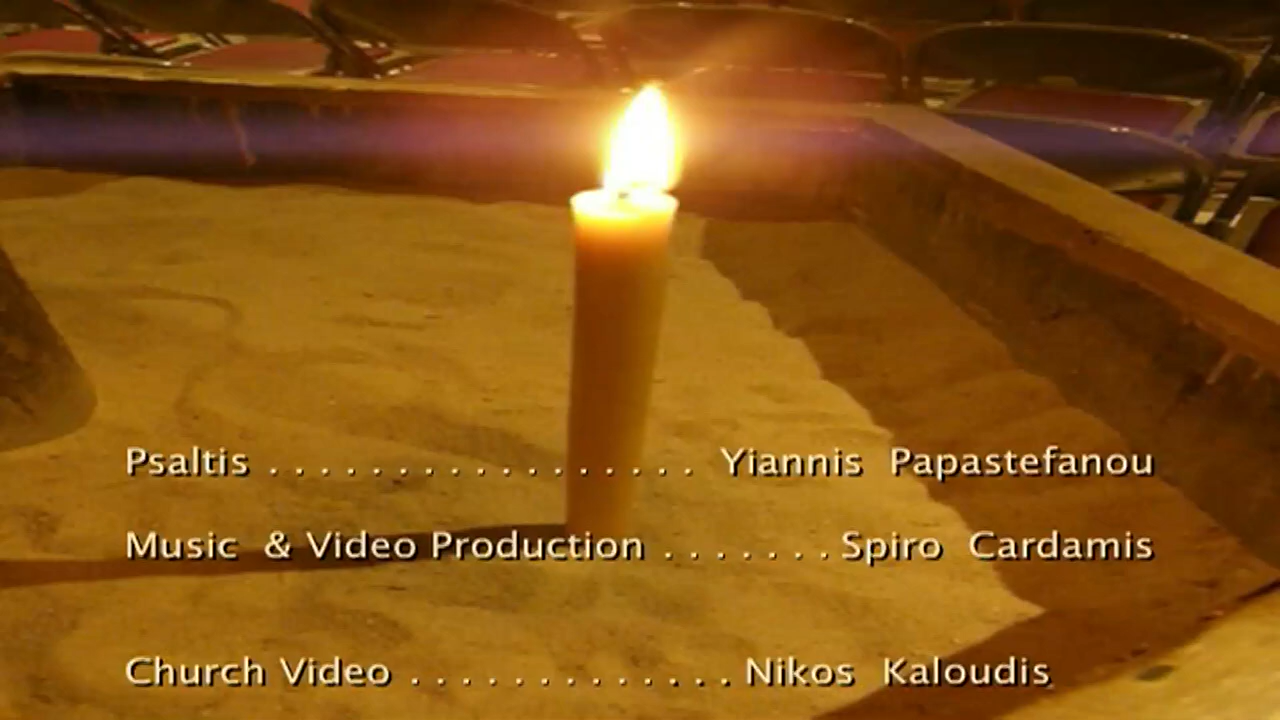 Psaltis . . . . . . . . . . . . . . . . . Yiannis Papastefanou
Music & Video Production . . . . . . . Spiro Cardamis
Church Video . . . . . . . . . . . . . Nikos Kaloudis